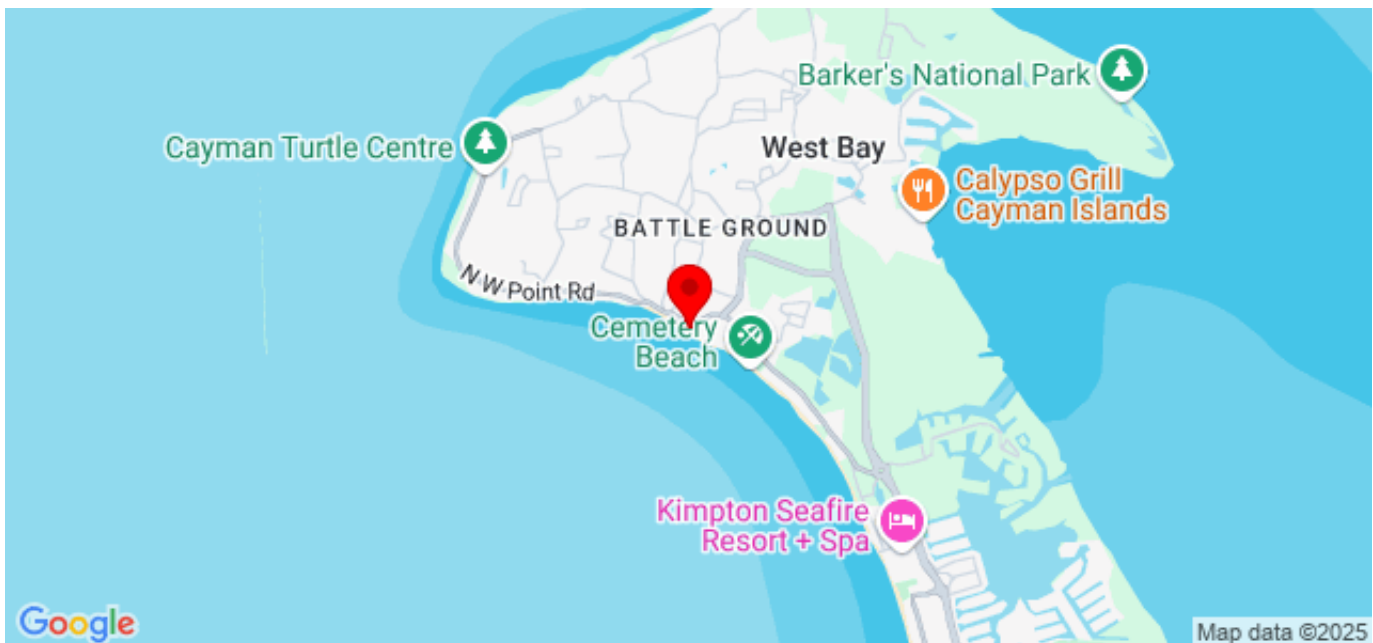 Barker's National Park
Cayman Turtle Centre
West Bay
Calypso Grill
Cayman Islands
BATTLE GROUND
N W Point Rd
Cemetery
Beach
Kimpton Seafire
Resort + Spa
Google
Map data ©2025